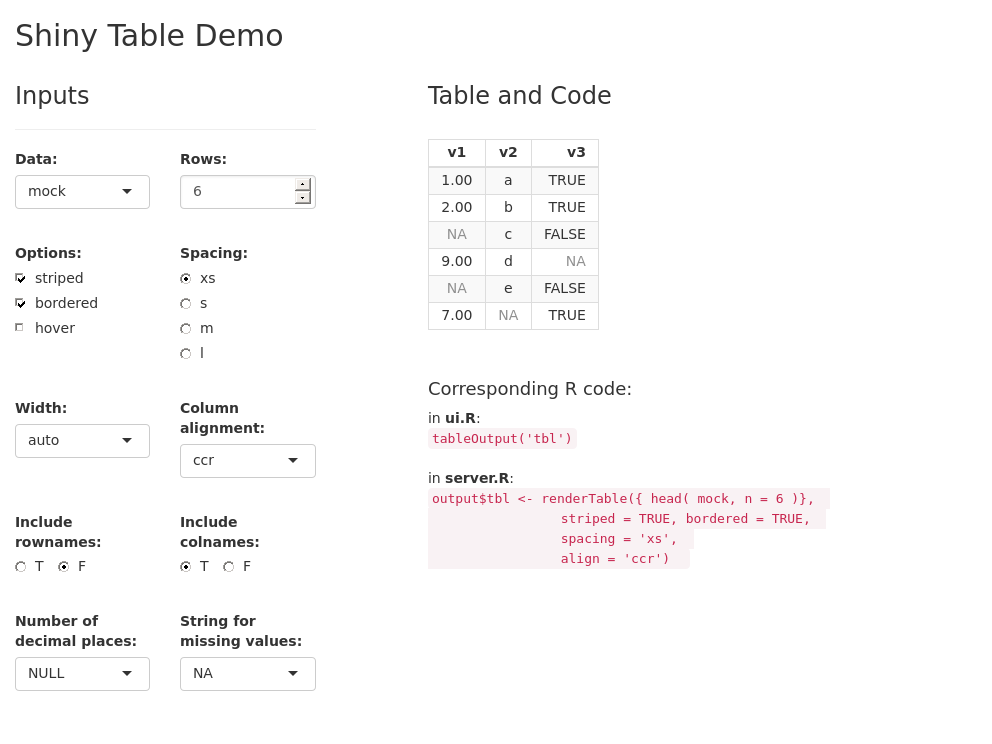 Shiny Table Demo
Inputs
Data:
mock
Rows:
6
Options:
striped
bordered
hover
Spacing:
xs
s
m
l
Width:
auto
Column
alignment:
ccr
Include
rownames:
T F
Include
colnames:
T F
Number of
decimal places:
NULL
String for
missing values:
NA
Table and Code
v1 v2 v3
1.00 a TRUE
2.00 b TRUE
NA c FALSE
9.00 d NA
NA e FALSE
7.00 NA TRUE
Corresponding R code:
in ui.R:
tableOutput('tbl')
in server.R:
output$tbl <- renderTable({ head( mock, n = 6 )},
striped = TRUE, bordered = TRUE,
spacing = 'xs',
align = 'ccr')